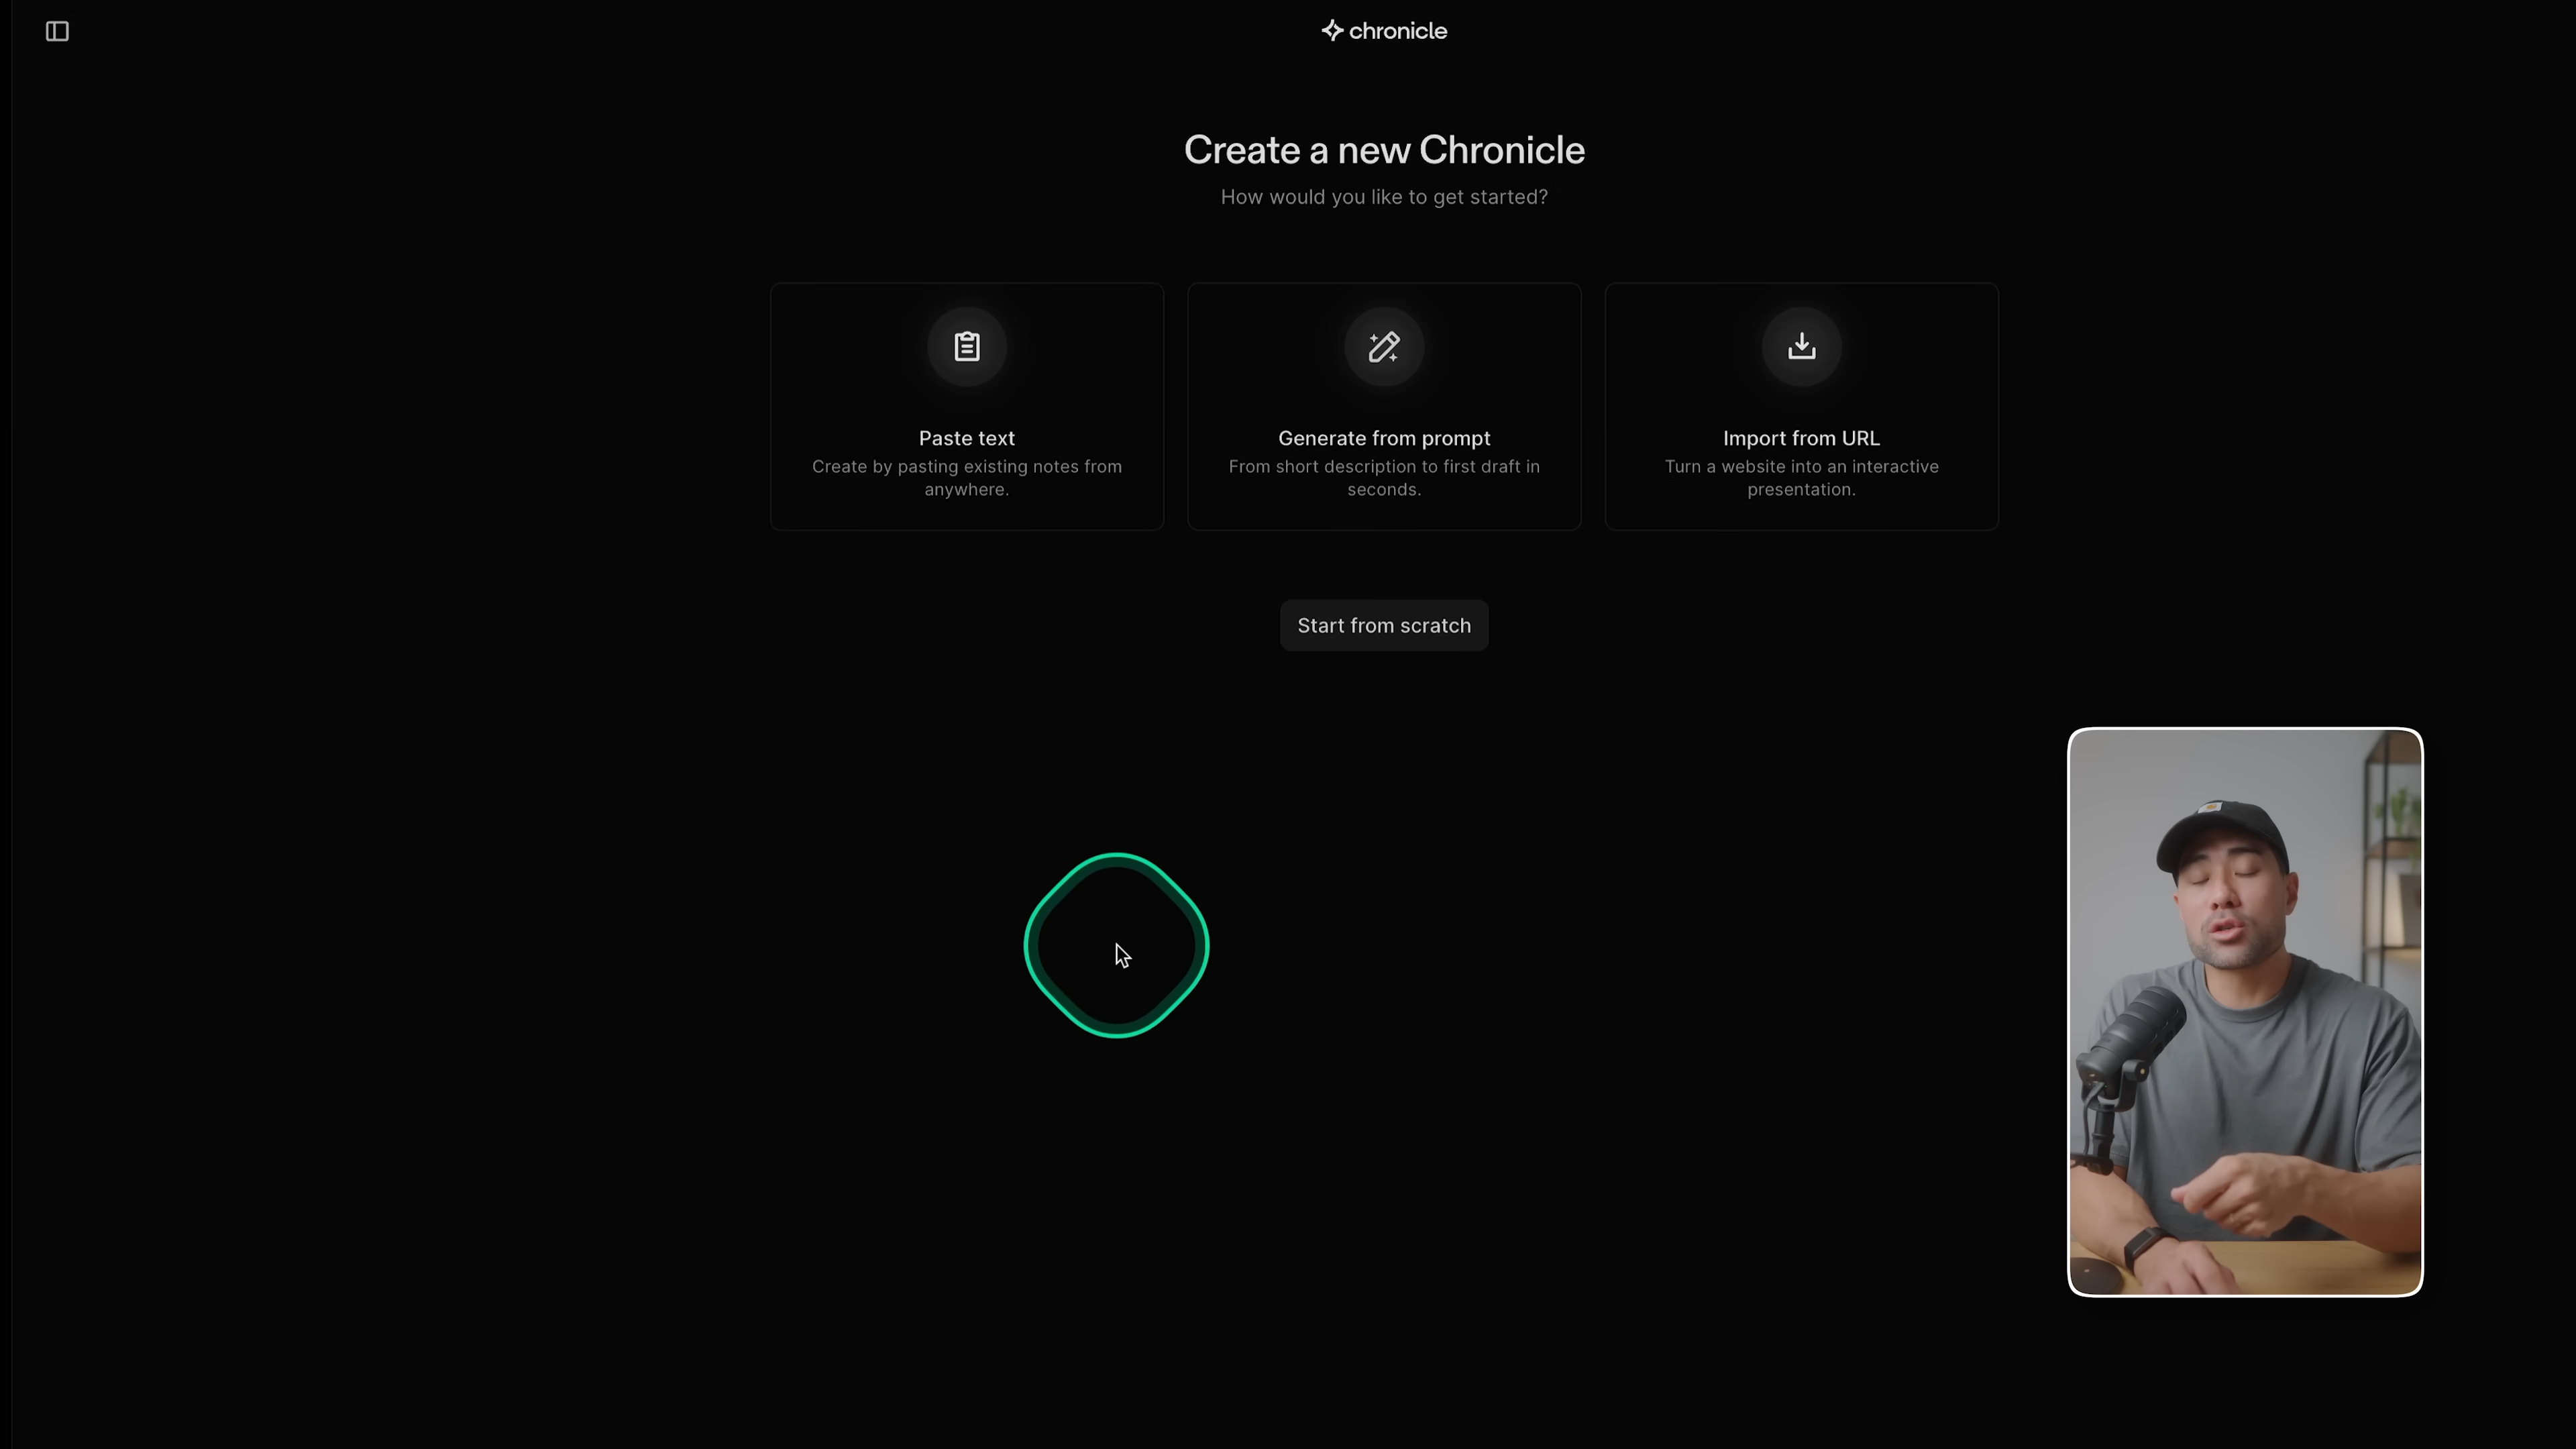 chronicle
Create a new Chronicle
How would you like to get started?
Paste text
Create by pasting existing notes from
anywhere.
Generate from prompt
From short description to first draft in
seconds.
Import from URL
Turn a website into an interactive
presentation.
Start from scratch